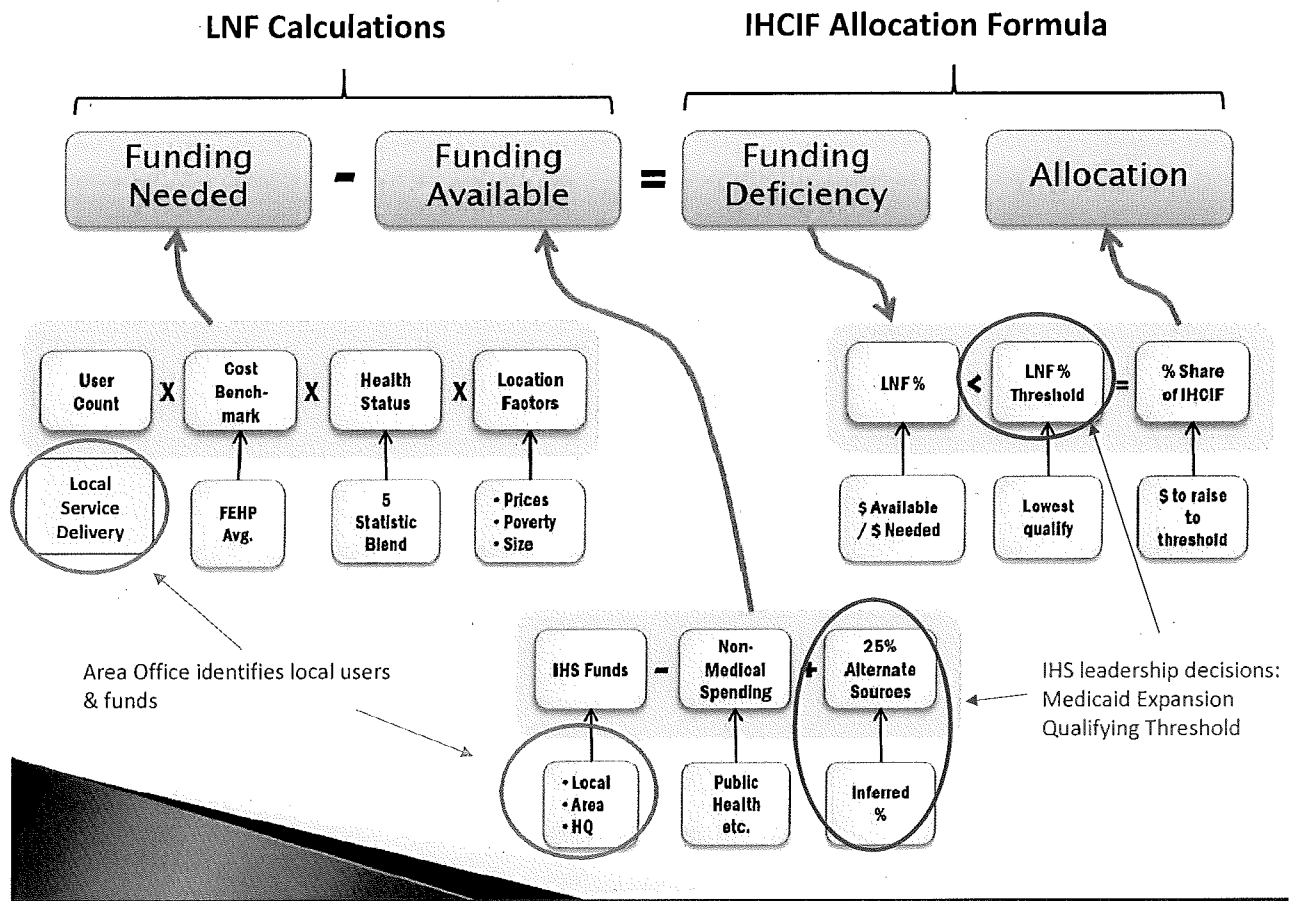 LNF Calculations
IHCIF Allocation Formula
Funding
Needed
-
Funding
Available
=
Funding
Deficiency
Allocation
User
Count
X
Cost
Bench-
mark
X
Health
Status
X
Location
Factors
LNF %
<
LNF %
Threshold
=
% Share
of IHCIF
Local
Service
Delivery
FEHP
Avg.
5
Statistic
Blend
• Prices
• Poverty
• Size
$ Available
/ $ Needed
Lowest
qualify
$ to raise
to
threshold
Area Office identifies local users
& funds
IHS Funds
-
Non-
Medical
Spending
+
25%
Alternate
Sources
IHS leadership decisions:
Medicaid Expansion
Qualifying Threshold
• Local
• Area
• HQ
Public
Health
etc.
Inferred
%